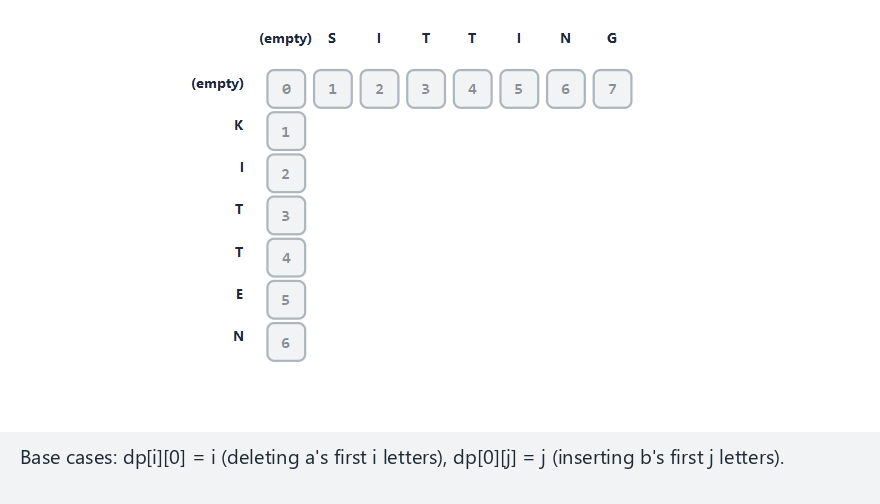 (empty) S I T T I N G
(empty) 0 1 2 3 4 5 6 7
K 1
I 2
T 3
T 4
E 5
N 6
Base cases: dp[i][0] = i (deleting a's first i letters), dp[0][j] = j (inserting b's first j letters).